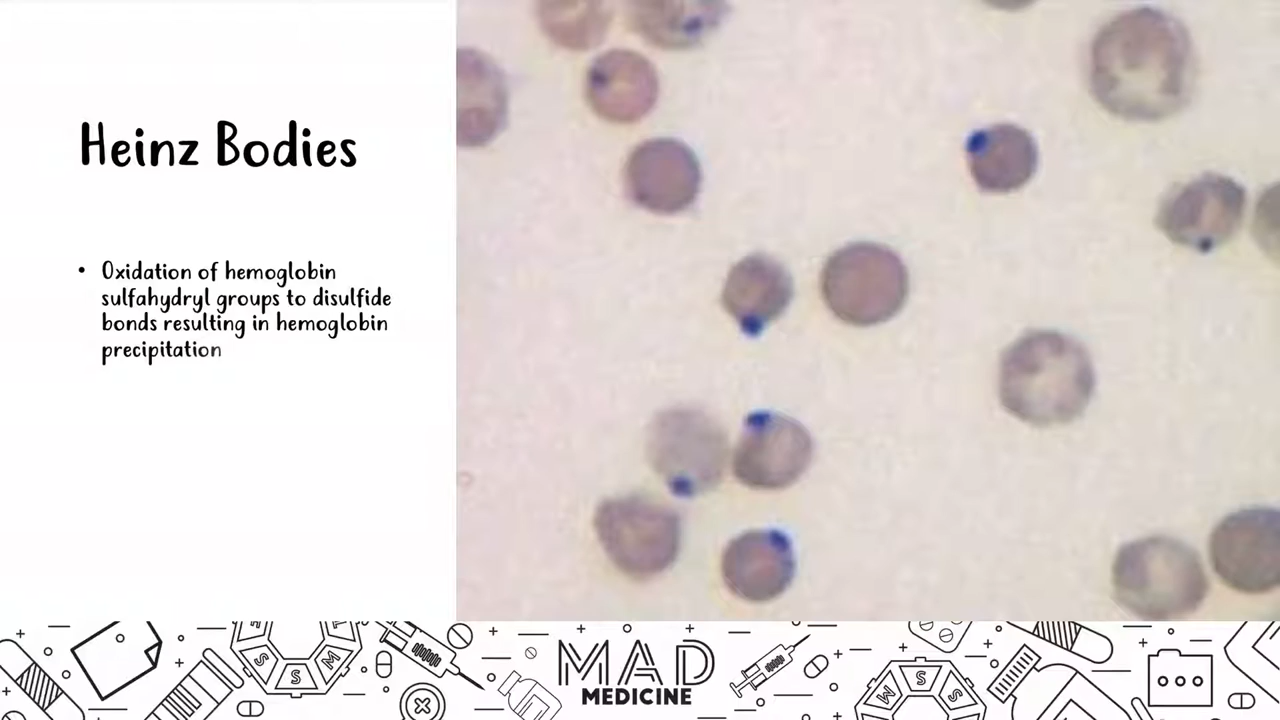 Heinz Bodies
• Oxidation of hemoglobin
sulfahydryl groups to disulfide
bonds resulting in hemoglobin
precipitation
MAD
MEDICINE